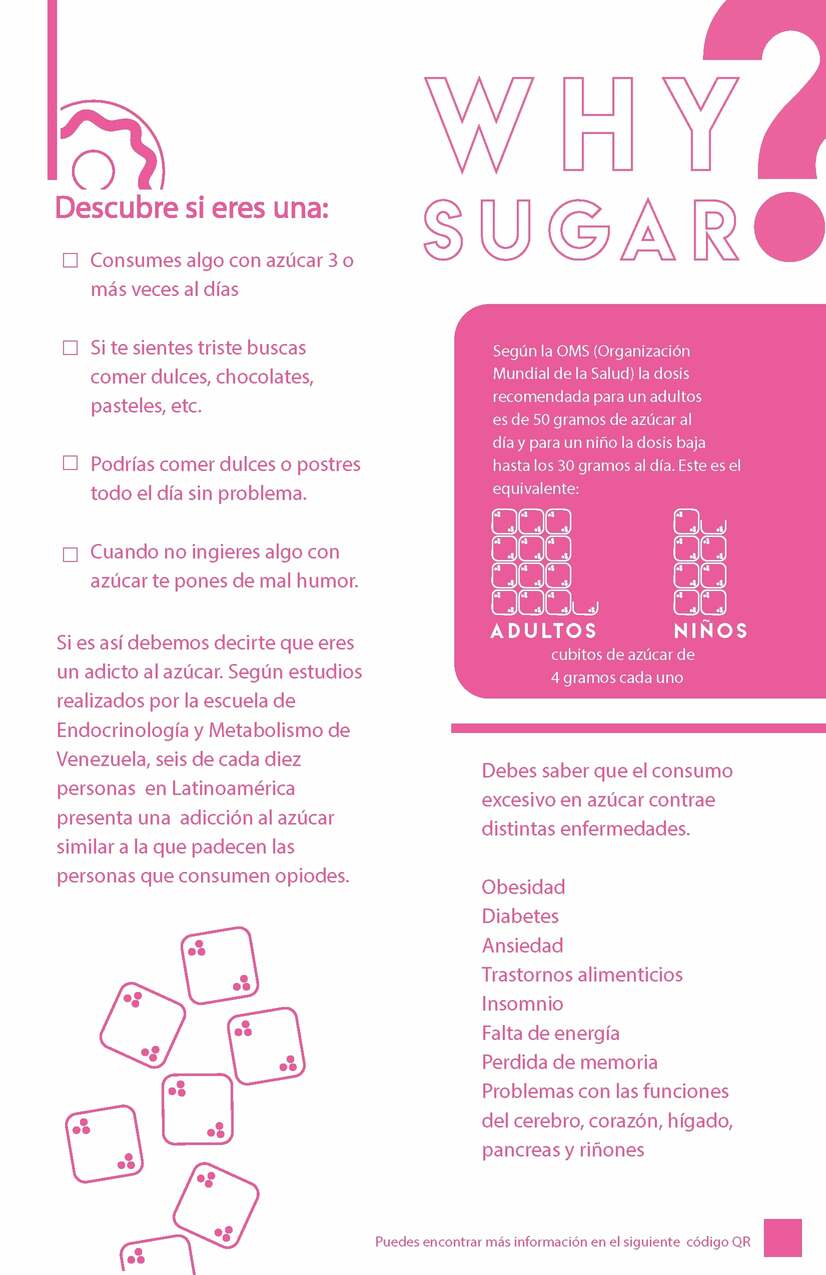 WHY
SUGAR?
Descubre si eres una:
Consumes algo con azúcar 3 o
más veces al días
Si te sientes triste buscas
comer dulces, chocolates,
pasteles, etc.
Podrías comer dulces o postres
todo el día sin problema.
Cuando no ingieres algo con
azúcar te pones de mal humor.
Si es así debemos decirte que eres
un adicto al azúcar. Según estudios
realizados por la escuela de
Endocrinología y Metabolismo de
Venezuela, seis de cada diez
personas en Latinoamérica
presenta una adicción al azúcar
similar a la que padecen las
personas que consumen opiodes.
Según la OMS (Organización
Mundial de la Salud) la dosis
recomendada para un adultos
es de 50 gramos de azúcar al
día y para un niño la dosis baja
hasta los 30 gramos al día. Este es el
equivalente:
ADULTOS NIÑOS
cubitos de azúcar de
4 gramos cada uno
Debes saber que el consumo
excesivo en azúcar contrae
distintas enfermedades.
Obesidad
Diabetes
Ansiedad
Trastornos alimenticios
Insomnio
Falta de energía
Perdida de memoria
Problemas con las funciones
del cerebro, corazón, hígado,
pancreas y riñones
Puedes encontrar más información en el siguiente código QR